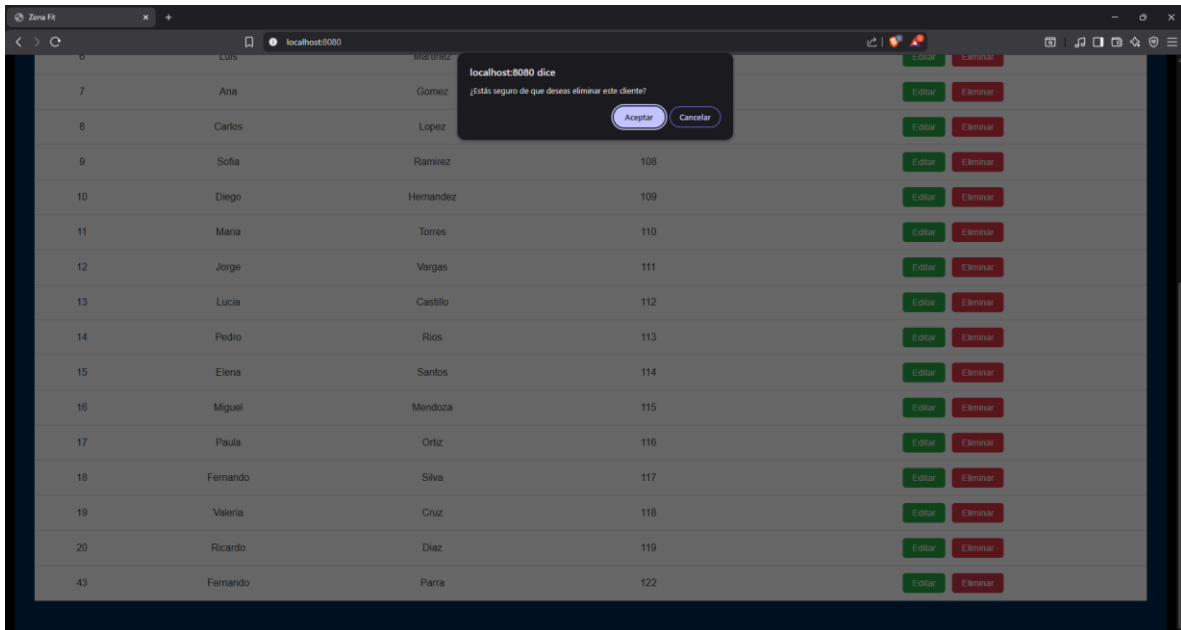 Zona Fit
localhost:8080
localhost:8080 dice
¿Estás seguro de que deseas eliminar este cliente?
Aceptar Cancelar
6 Luis Martinez Editar Eliminar
7 Ana Gomez Editar Eliminar
8 Carlos Lopez Editar Eliminar
9 Sofia Ramirez 108 Editar Eliminar
10 Diego Hernandez 109 Editar Eliminar
11 Maria Torres 110 Editar Eliminar
12 Jorge Vargas 111 Editar Eliminar
13 Lucia Castillo 112 Editar Eliminar
14 Pedro Rios 113 Editar Eliminar
15 Elena Santos 114 Editar Eliminar
16 Miguel Mendoza 115 Editar Eliminar
17 Paula Ortiz 116 Editar Eliminar
18 Fernando Silva 117 Editar Eliminar
19 Valeria Cruz 118 Editar Eliminar
20 Ricardo Diaz 119 Editar Eliminar
43 Fernando Parra 122 Editar Eliminar